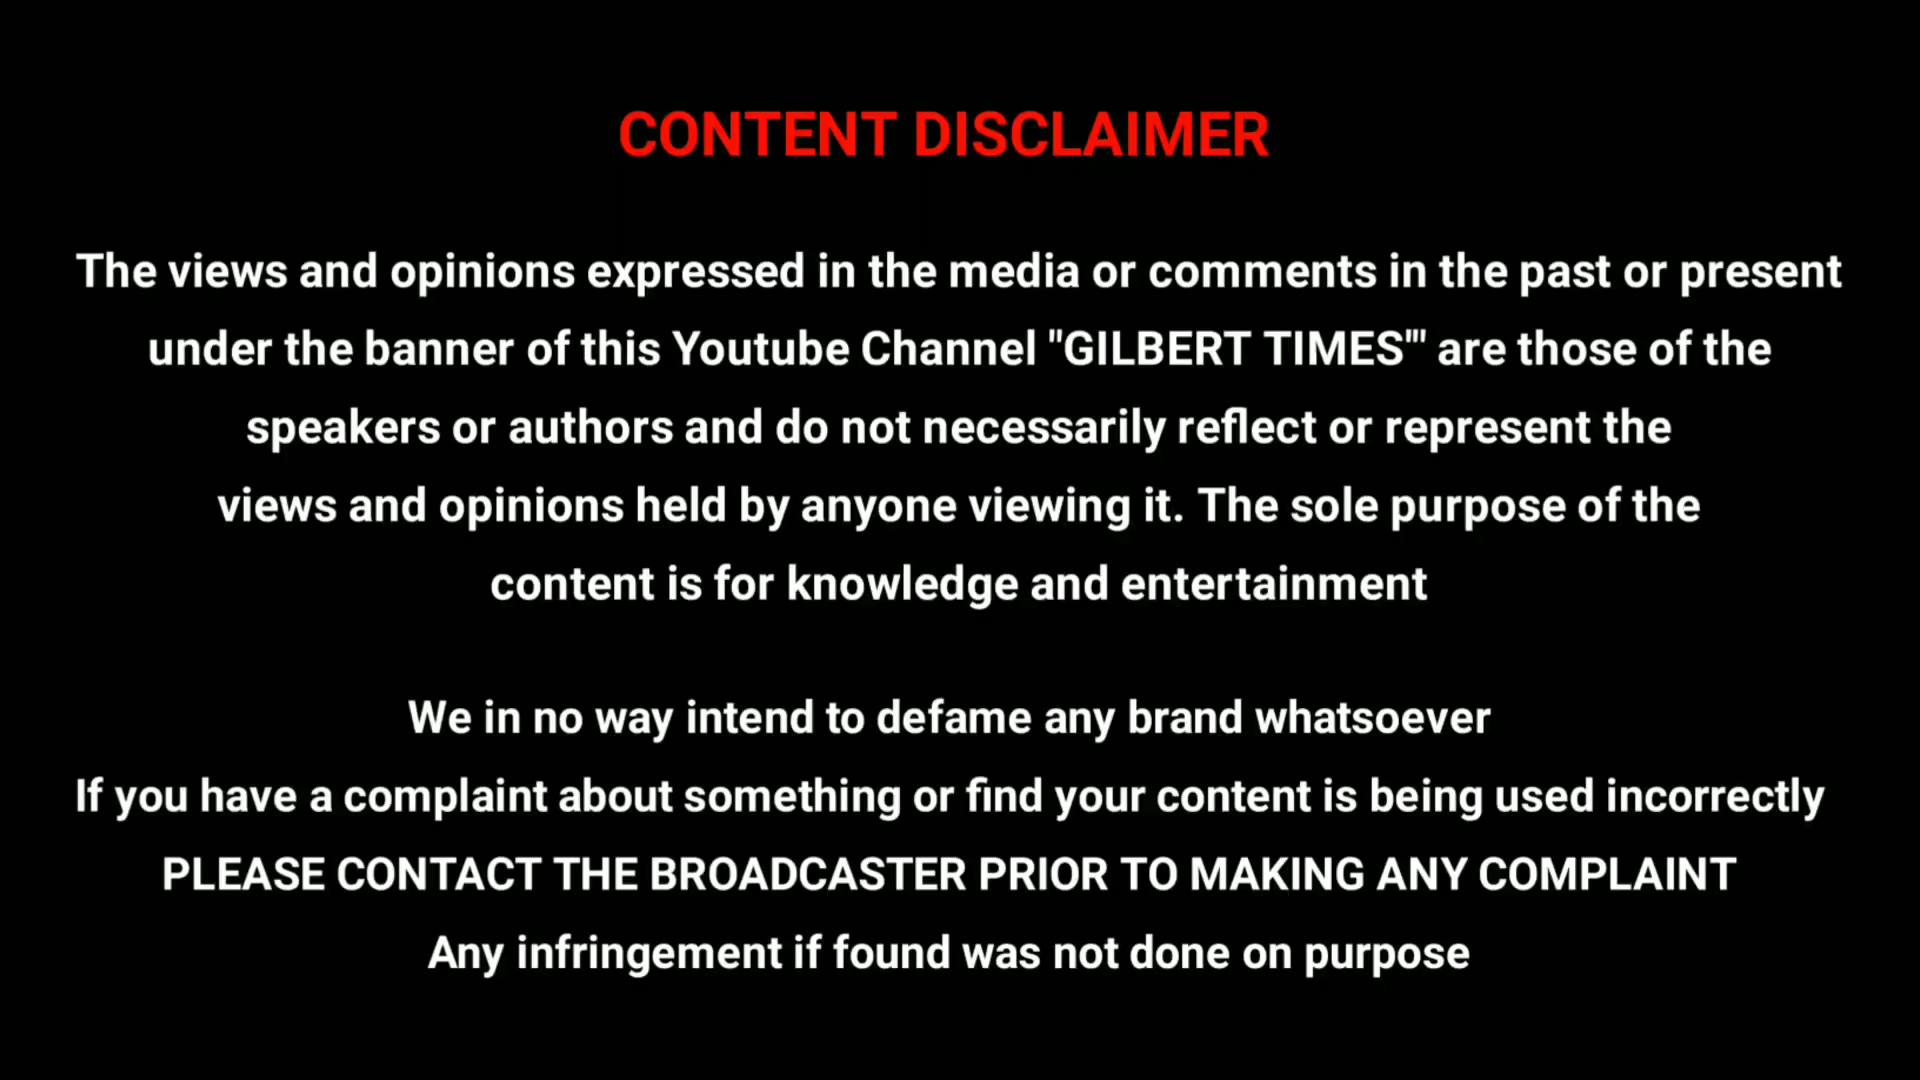 CONTENT DISCLAIMER
The views and opinions expressed in the media or comments in the past or present
under the banner of this Youtube Channel "GILBERT TIMES'" are those of the
speakers or authors and do not necessarily reflect or represent the
views and opinions held by anyone viewing it. The sole purpose of the
content is for knowledge and entertainment
We in no way intend to defame any brand whatsoever
If you have a complaint about something or find your content is being used incorrectly
PLEASE CONTACT THE BROADCASTER PRIOR TO MAKING ANY COMPLAINT
Any infringement if found was not done on purpose